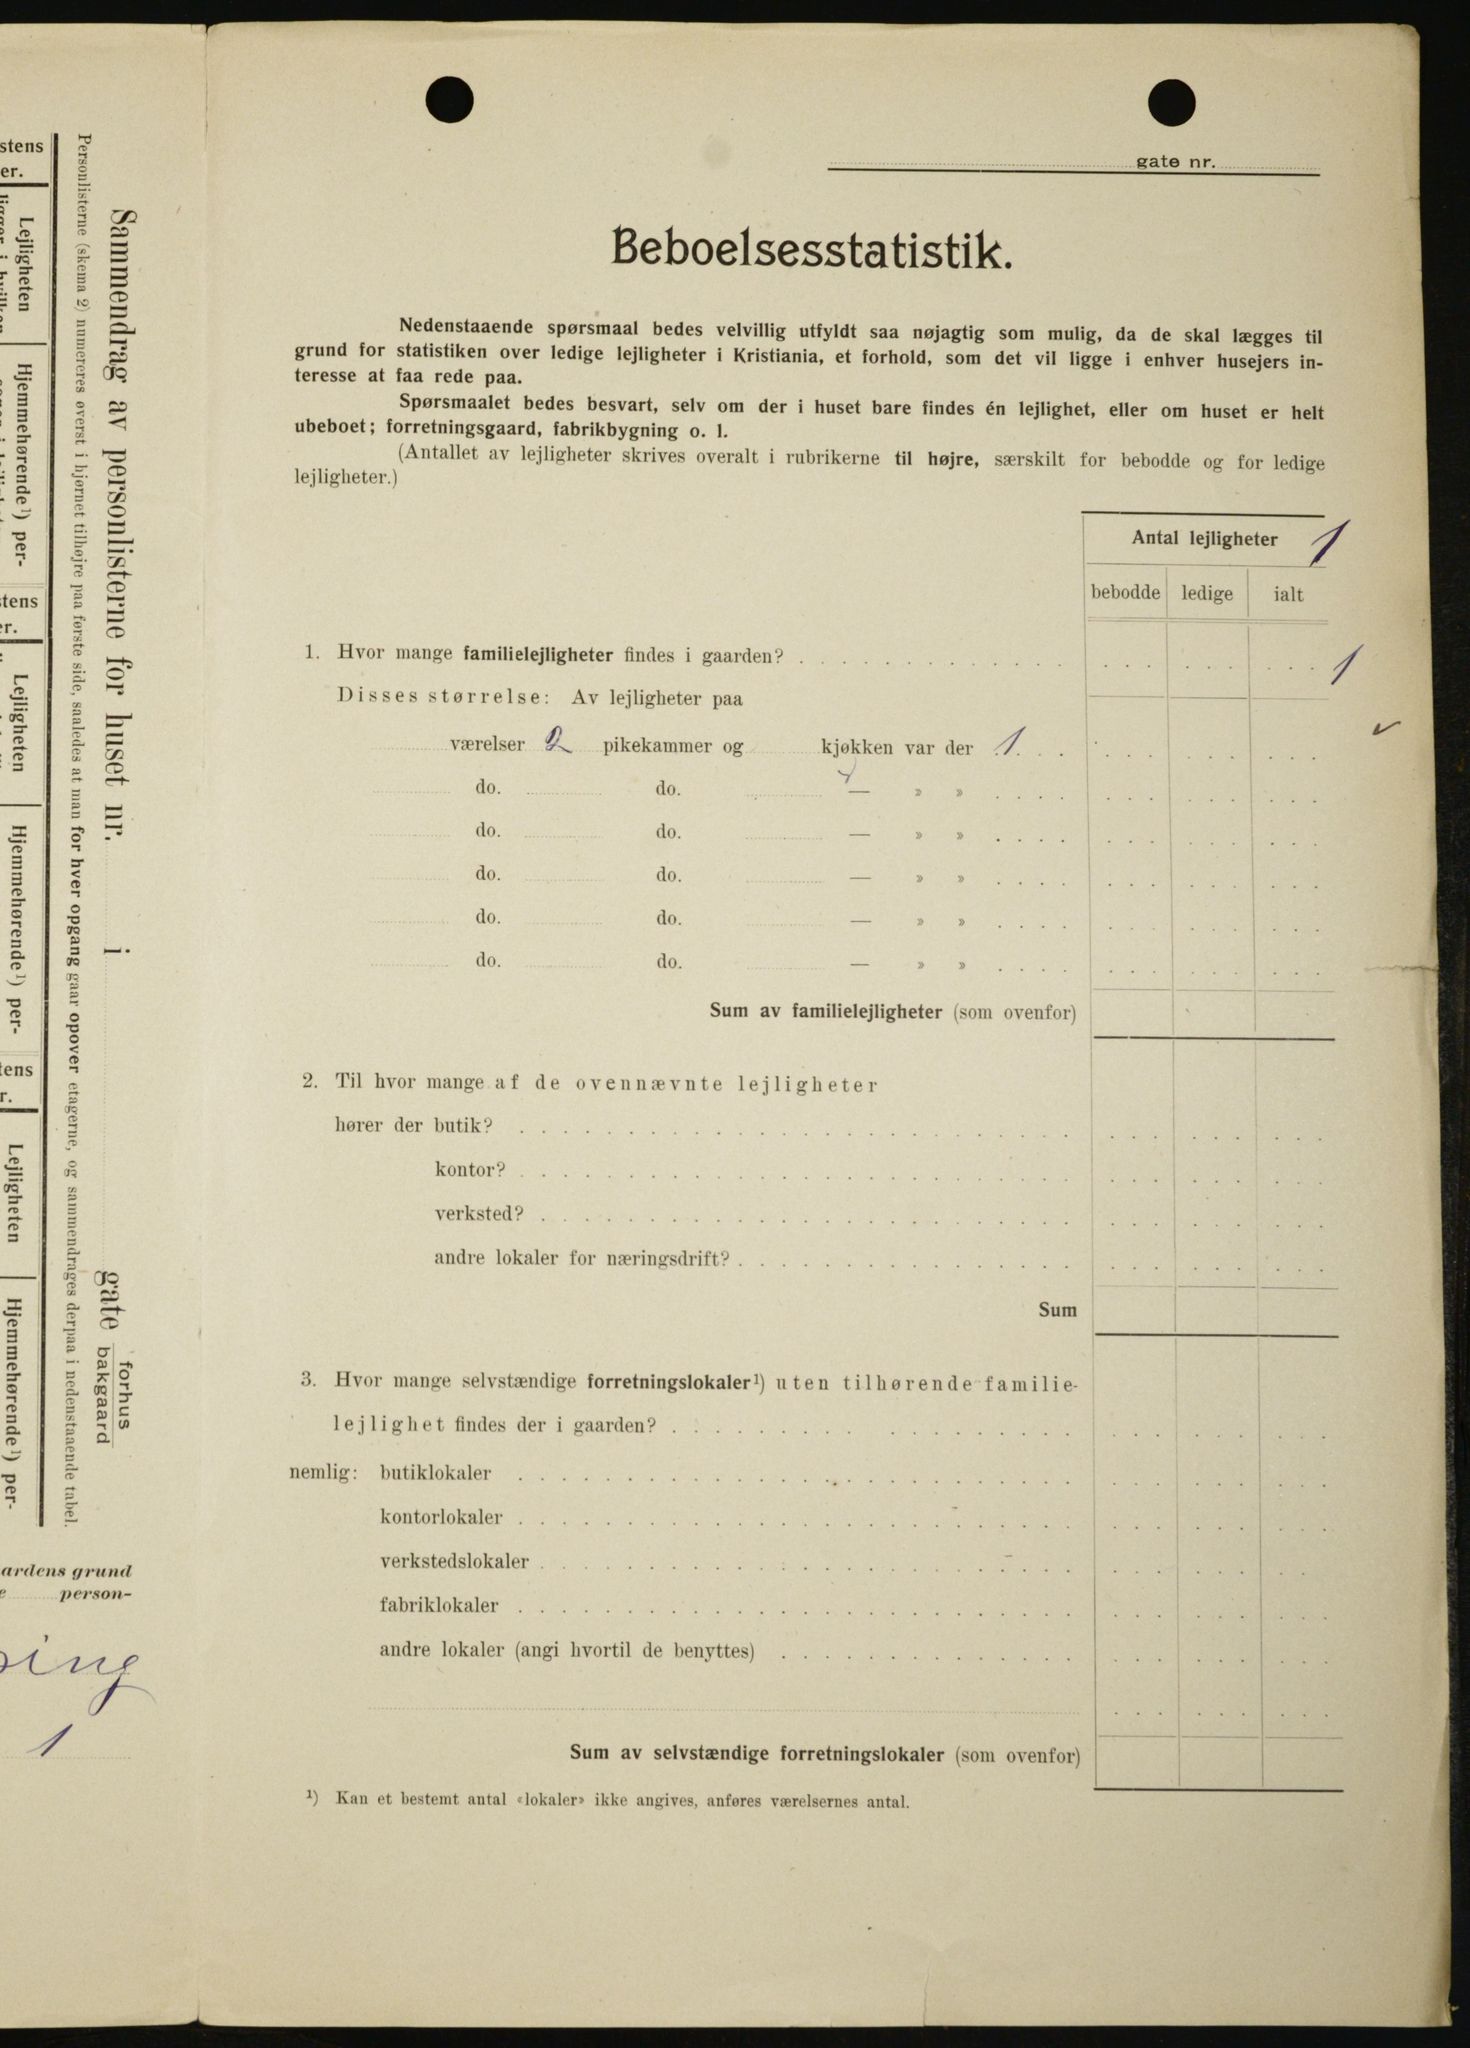 gate nr.
Beboelsesstatistik.
Nedenstaaende spørsmaal bedes velvillig utfyldt saa nøjagtig som mulig, da de skal lægges til
grund for statistiken over ledige lejligheter i Kristiania, et forhold, som det vil ligge i enhver husejers in-
teresse at faa rede paa.
Spørsmaalet bedes besvart, selv om der i huset bare findes én lejlighet, eller om huset er helt
ubeboet; forretningsgaard, fabrikbygning o. l.
(Antallet av lejligheter skrives overalt i rubrikerne til højre, særskilt for bebodde og for ledige
lejligheter.)
Antal lejligheter 1
bebodde ledige ialt
1. Hvor mange familielejligheter findes i gaarden? 1
Disses størrelse: Av lejligheter paa
værelser 2 pikekammer og kjøkken var der 1
do. do. — » »
do. do. — » »
do. do. — » »
do. do. — » »
do. do. — » »
Sum av familielejligheter (som ovenfor)
2. Til hvor mange af de ovennævnte lejligheter
hører der butik?
kontor?
verksted?
andre lokaler for næringsdrift?
Sum
3. Hvor mange selvstændige forretningslokaler¹) uten tilhørende familie-
lejlighet findes der i gaarden?
nemlig: butiklokaler
kontorlokaler
verkstedslokaler
fabriklokaler
andre lokaler (angi hvortil de benyttes)
Sum av selvstændige forretningslokaler (som ovenfor)
¹) Kan et bestemt antal «lokaler» ikke angives, anføres værelsernes antal.
Sammendrag av personlisterne for huset nr. i gate forhus
bakgaard
Personlisterne (skema 2) numereres øverst i hjørnet tilhøjre paa første side, saaledes at man for hver opgang gaar opover etagerne, og sammendrages derpaa i nedenstaaende tabel.
stens
er.
Lejligheten
Hjemmehørende¹) per-
tens
er.
Lejligheten
Hjemmehørende¹) per-
tens
r.
Lejligheten
Hjemmehørende¹) per-
ardens grund
e person-
ing
1